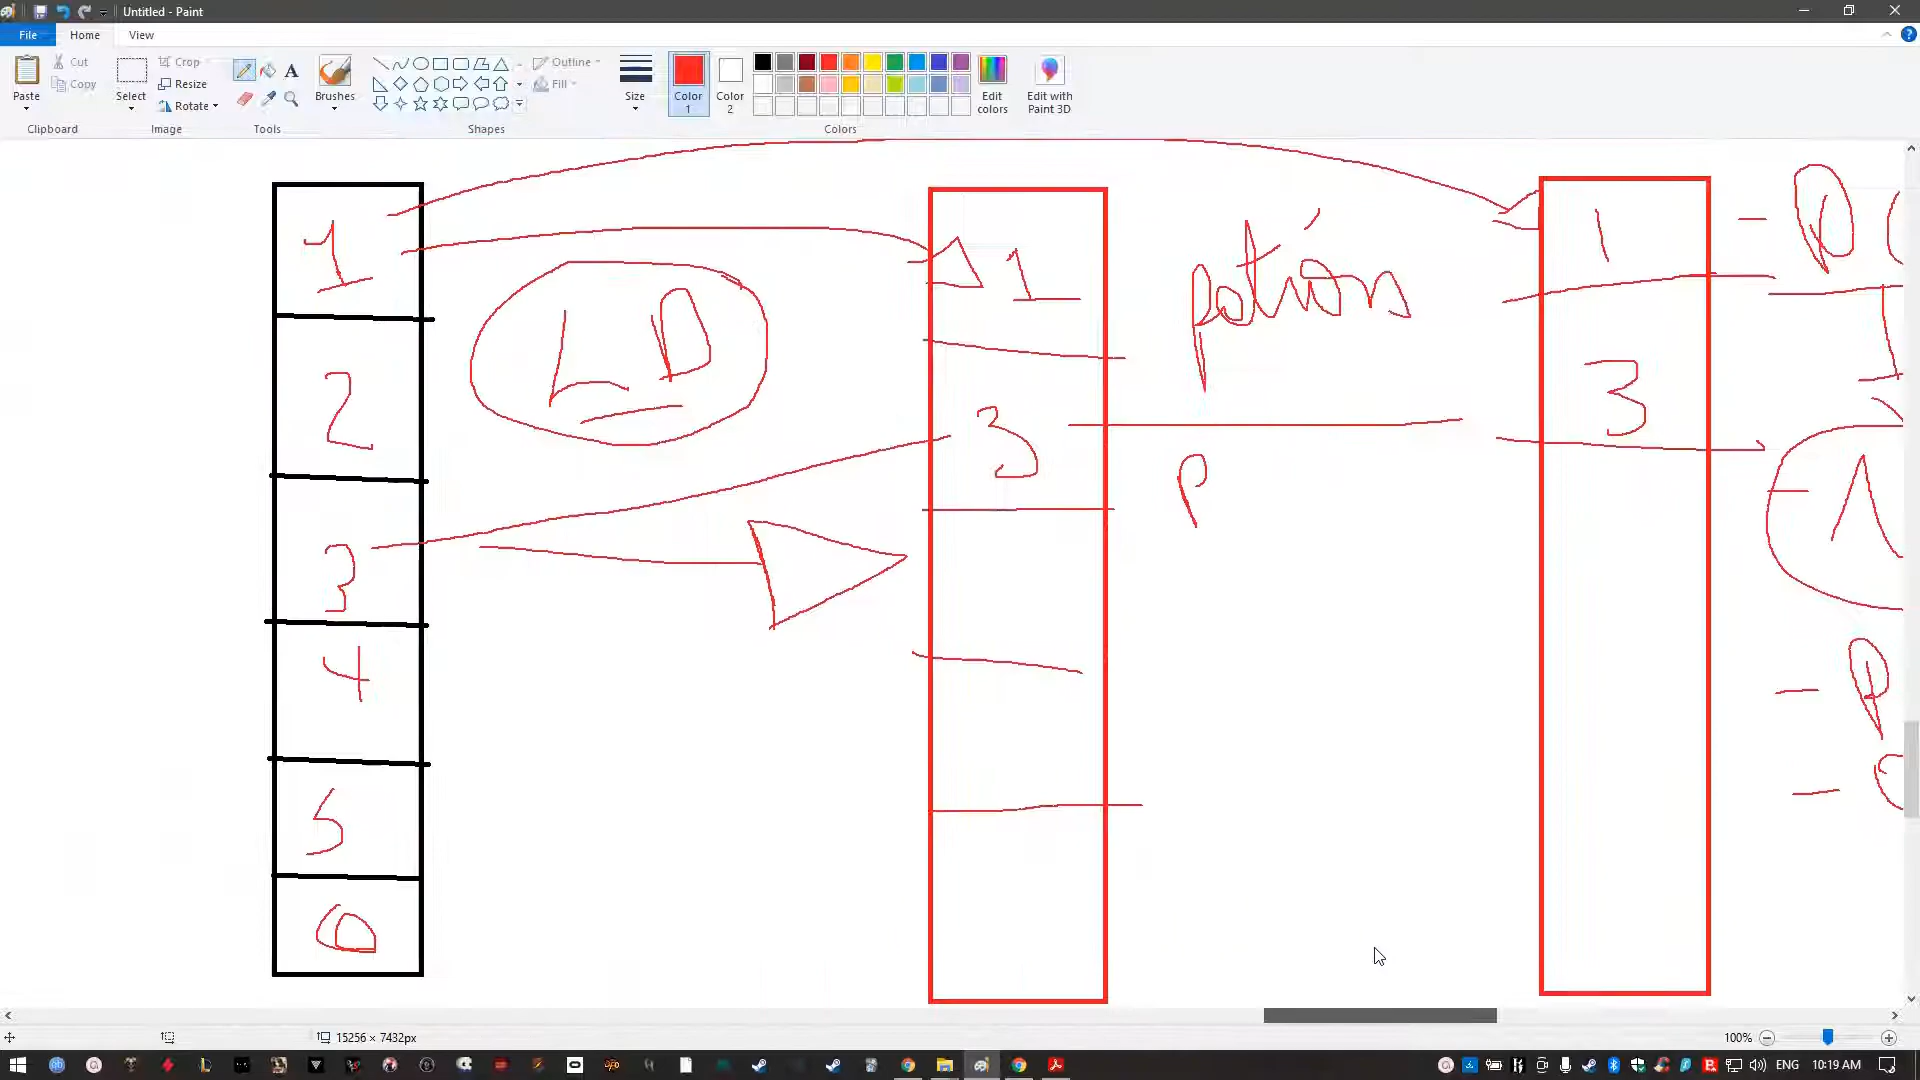 Untitled - Paint
File
Home
View
Paste
Cut
Copy
Clipboard
Select
Crop
Resize
Rotate
Image
Tools
Brushes
Shapes
Outline
Fill
Size
Color 1
Color 2
Colors
Edit colors
Edit with Paint 3D
1
2
3
4
5
6
LD
1
3
potións
P
1
3
15256 × 7432px
100%
ENG
10:19 AM